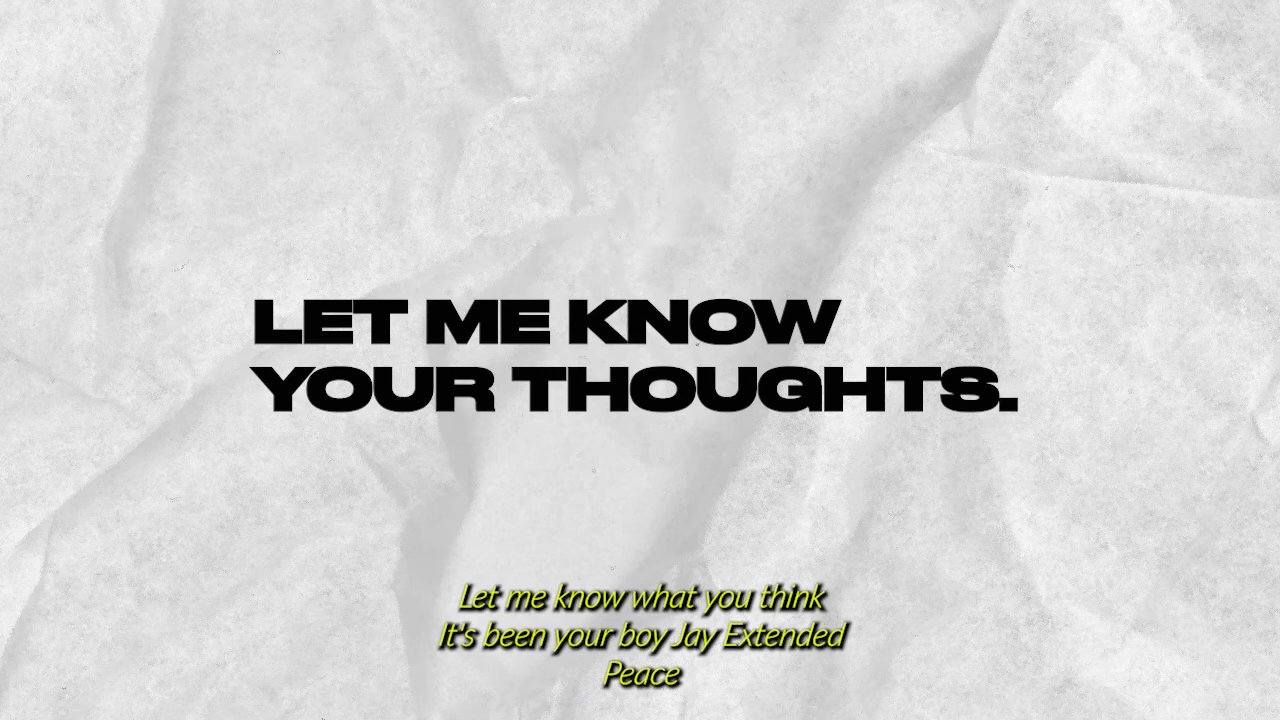 LET ME KNOW
YOUR THOUGHTS.
Let me know what you think
It's been your boy Jay Extended
Peace